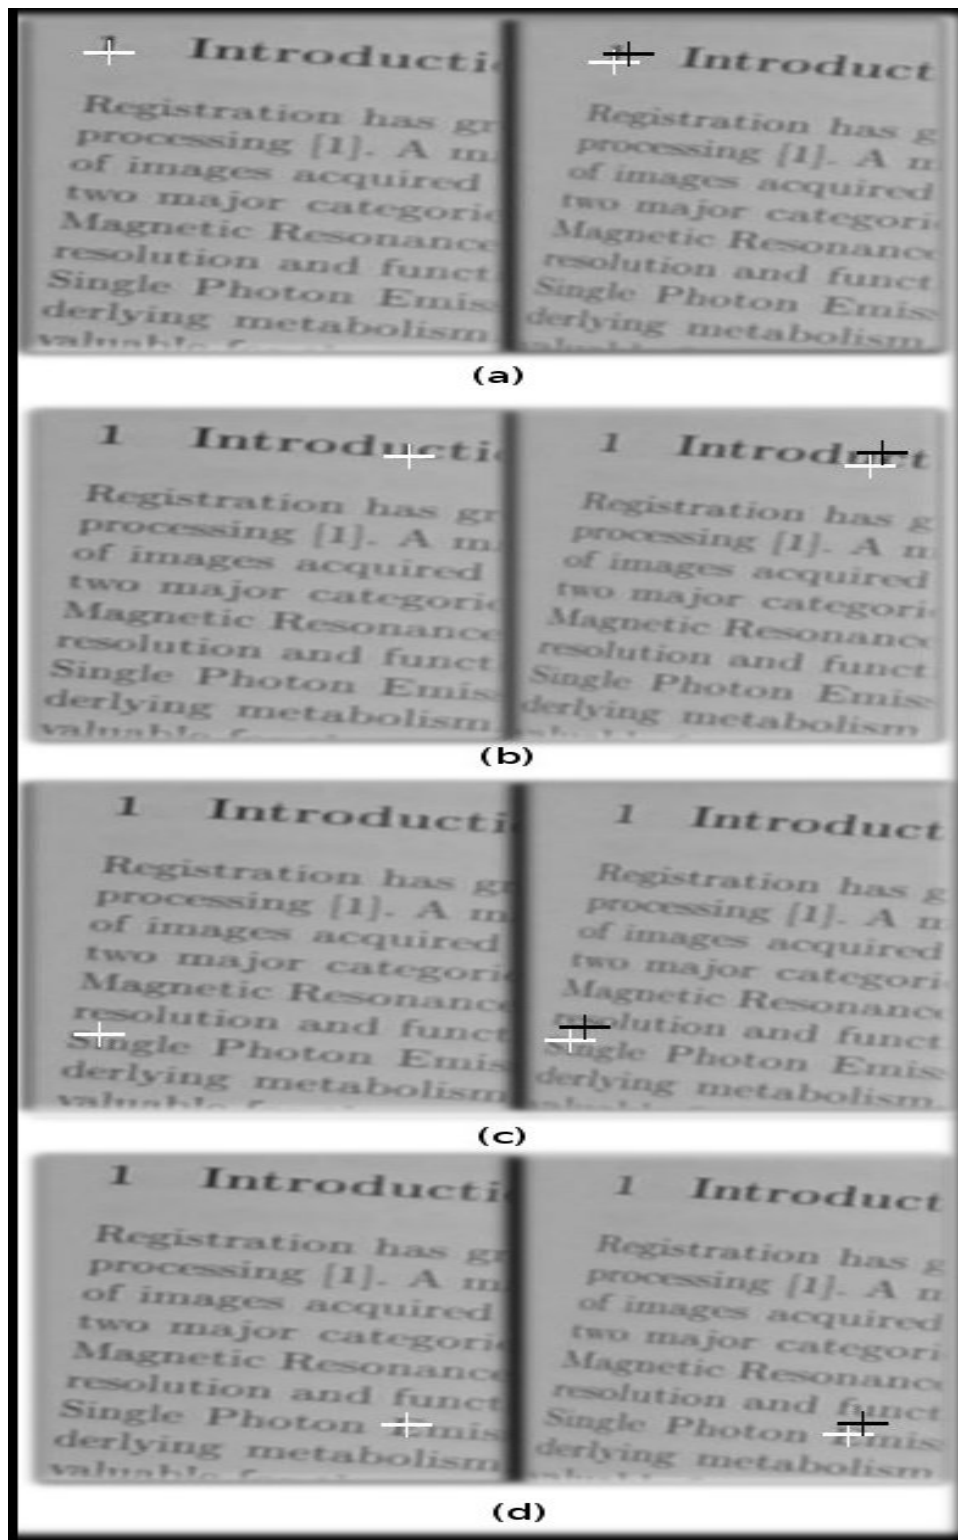 1 Introducti
Registration has gr
processing [1]. A m
of images acquired
two major categori
Magnetic Resonance
resolution and funct
Single Photon Emis
derlying metabolism
valuable
1 Introduct
Registration has g
processing [1]. A m
of images acquired
two major categori
Magnetic Resonance
resolution and funct
Single Photon Emis
derlying metabolism
(a)
1 Introducti
Registration has gr
processing [1]. A m
of images acquired
two major categori
Magnetic Resonance
resolution and funct
Single Photon Emis
derlying metabolism
valuable
1 Introduct
Registration has g
processing [1]. A m
of images acquired
two major categori
Magnetic Resonanc
resolution and funct
Single Photon Emis
derlying metabolism
(b)
1 Introducti
Registration has gr
processing [1]. A m
of images acquired
two major categori
Magnetic Resonance
resolution and funct
Single Photon Emis
derlying metabolism
valuable
1 Introduct
Registration has g
processing [1]. A n
of images acquired
two major categori
Magnetic Resonanc
resolution and funct
Single Photon Emis
derlying metabolism
(c)
1 Introducti
Registration has gr
processing [1]. A m
of images acquired
two major categori
Magnetic Resonance
resolution and funct
Single Photon Emis
derlying metabolism
valuable
1 Introduct
Registration has g
processing [1]. A n
of images acquired
two major categori
Magnetic Resonanc
resolution and funct
Single Photon Emis
derlying metabolism
(d)